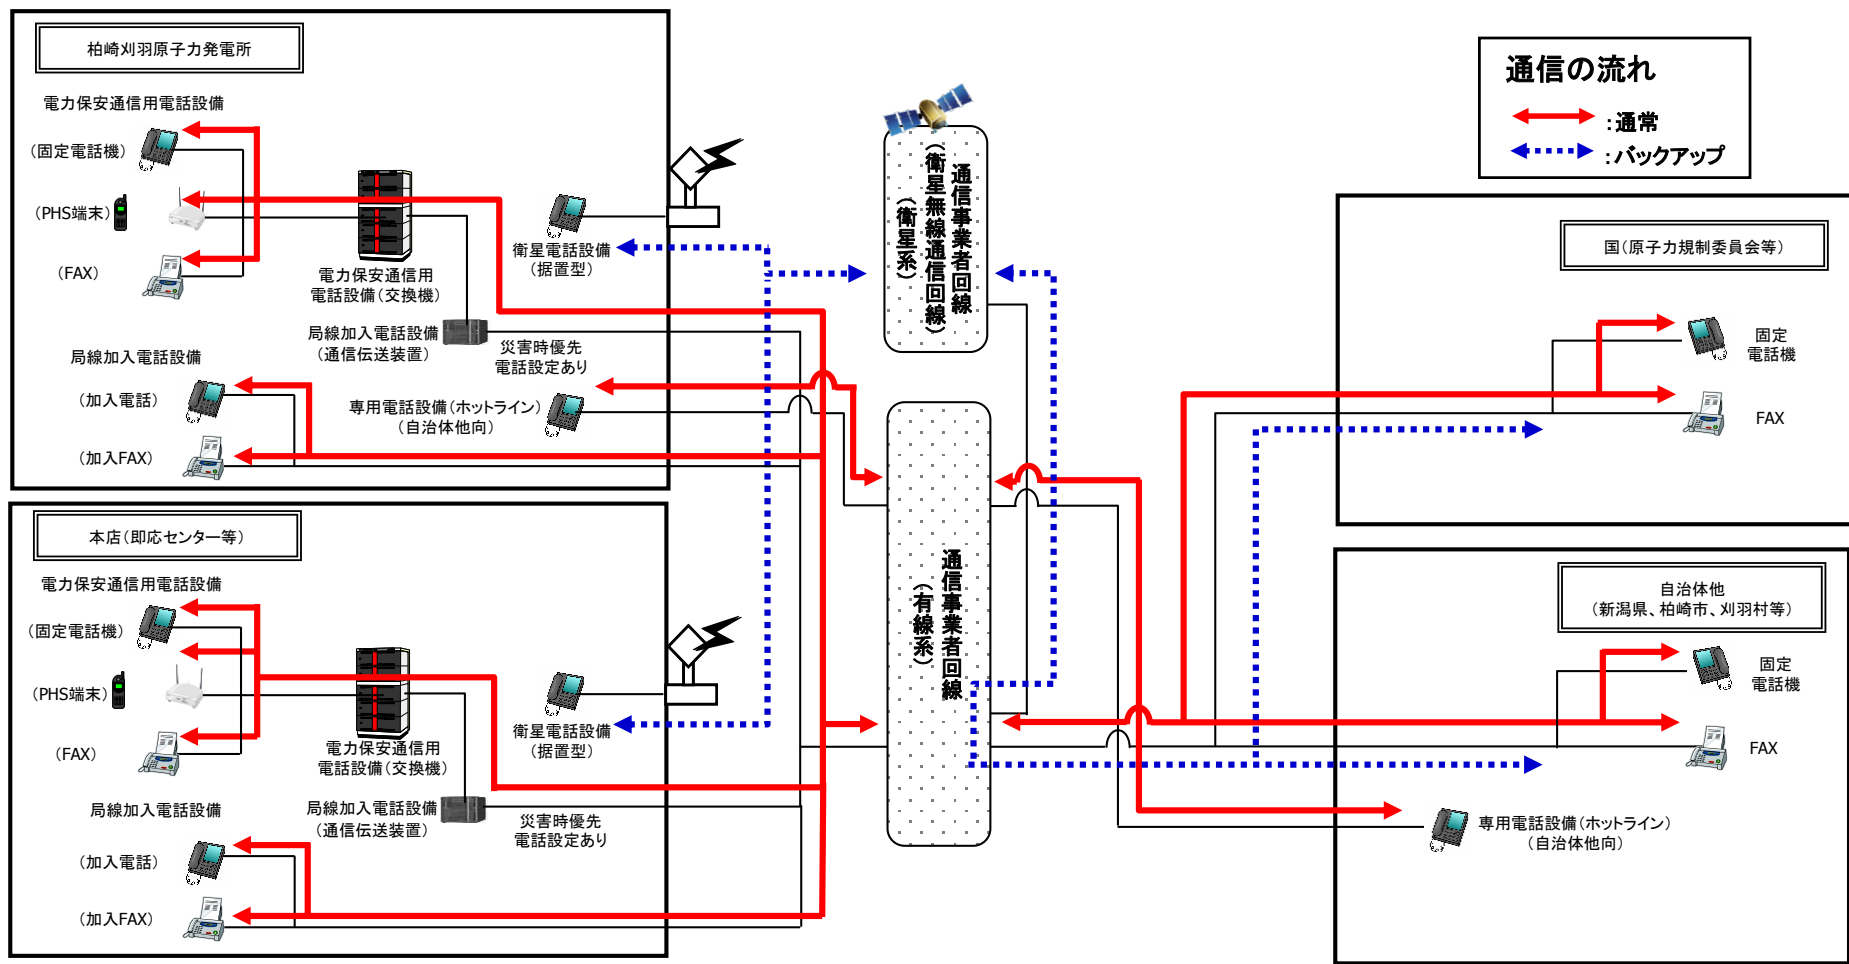 柏崎刈羽原子力発電所
電力保安通信用電話設備
(固定電話機)
(PHS端末)
(FAX)
電力保安通信用
電話設備(交換機)
衛星電話設備
(据置型)
局線加入電話設備
(通信伝送装置)
災害時優先
電話設定あり
局線加入電話設備
(加入電話)
(加入FAX)
専用電話設備(ホットライン)
(自治体他向)
本店(即応センター等)
電力保安通信用電話設備
(固定電話機)
(PHS端末)
(FAX)
電力保安通信用
電話設備(交換機)
衛星電話設備
(据置型)
局線加入電話設備
(通信伝送装置)
災害時優先
電話設定あり
局線加入電話設備
(加入電話)
(加入FAX)
通信事業者回線
(衛星無線通信回線)
(衛星系)
通信事業者回線
(有線系)
通信の流れ
:通常
:バックアップ
国(原子力規制委員会等)
固定
電話機
FAX
自治体他
(新潟県、柏崎市、刈羽村等)
固定
電話機
FAX
専用電話設備(ホットライン)
(自治体他向)